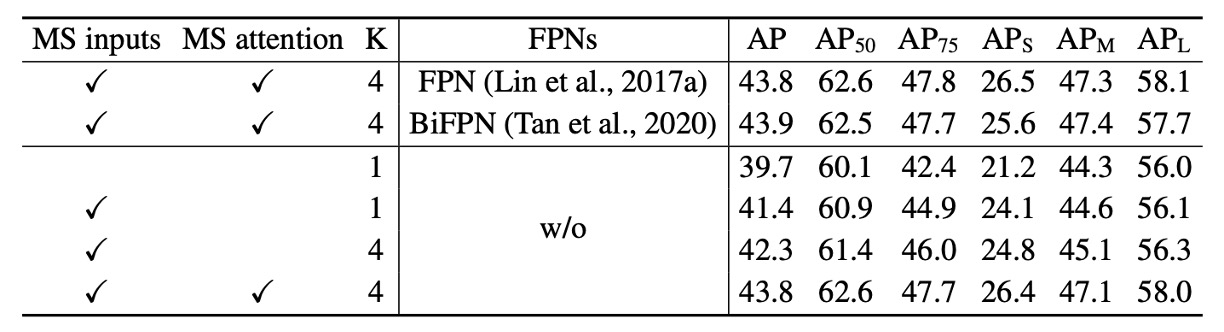 MS inputs MS attention K FPNs AP AP50 AP75 APS APM APL
✓ ✓ 4 FPN (Lin et al., 2017a) 43.8 62.6 47.8 26.5 47.3 58.1
✓ ✓ 4 BiFPN (Tan et al., 2020) 43.9 62.5 47.7 25.6 47.4 57.7
1 39.7 60.1 42.4 21.2 44.3 56.0
✓ 1 41.4 60.9 44.9 24.1 44.6 56.1
w/o
✓ 4 42.3 61.4 46.0 24.8 45.1 56.3
✓ ✓ 4 43.8 62.6 47.7 26.4 47.1 58.0